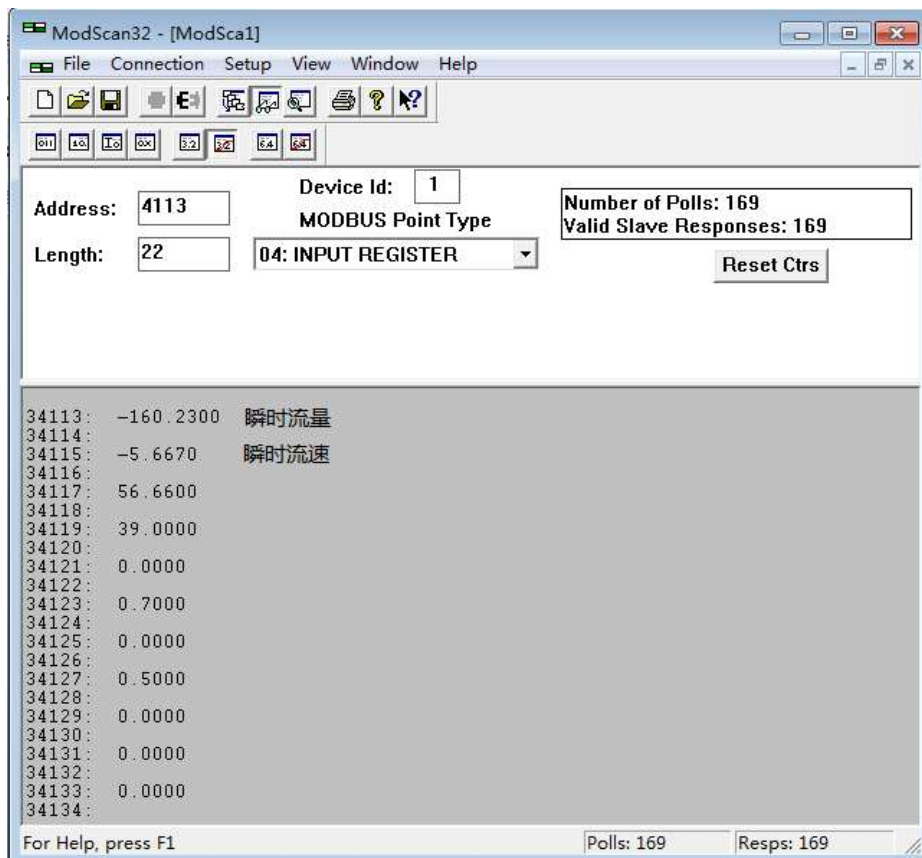 ModScan32 - [ModSca1]
File Connection Setup View Window Help
Address: 4113
Device Id: 1
MODBUS Point Type
Length: 22
04: INPUT REGISTER
Number of Polls: 169
Valid Slave Responses: 169
Reset Ctrs
34113: -160.2300 瞬时流量
34114:
34115: -5.6670 瞬时流速
34116:
34117: 56.6600
34118:
34119: 39.0000
34120:
34121: 0.0000
34122:
34123: 0.7000
34124:
34125: 0.0000
34126:
34127: 0.5000
34128:
34129: 0.0000
34130:
34131: 0.0000
34132:
34133: 0.0000
34134:
For Help, press F1
Polls: 169
Resps: 169